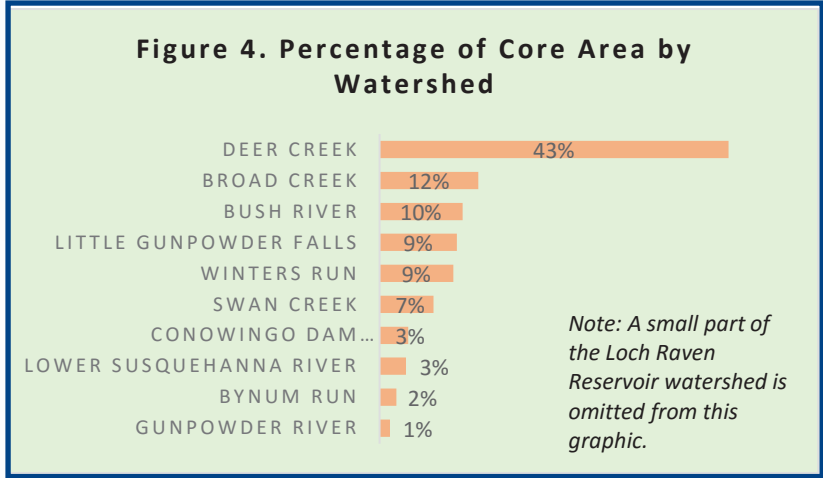 Figure 4. Percentage of Core Area by
Watershed
DEER CREEK 43%
BROAD CREEK 12%
BUSH RIVER 10%
LITTLE GUNPOWDER FALLS 9%
WINTERS RUN 9%
SWAN CREEK 7%
CONOWINGO DAM… 3%
LOWER SUSQUEHANNA RIVER 3%
BYNUM RUN 2%
GUNPOWDER RIVER 1%
Note: A small part of
the Loch Raven
Reservoir watershed is
omitted from this
graphic.